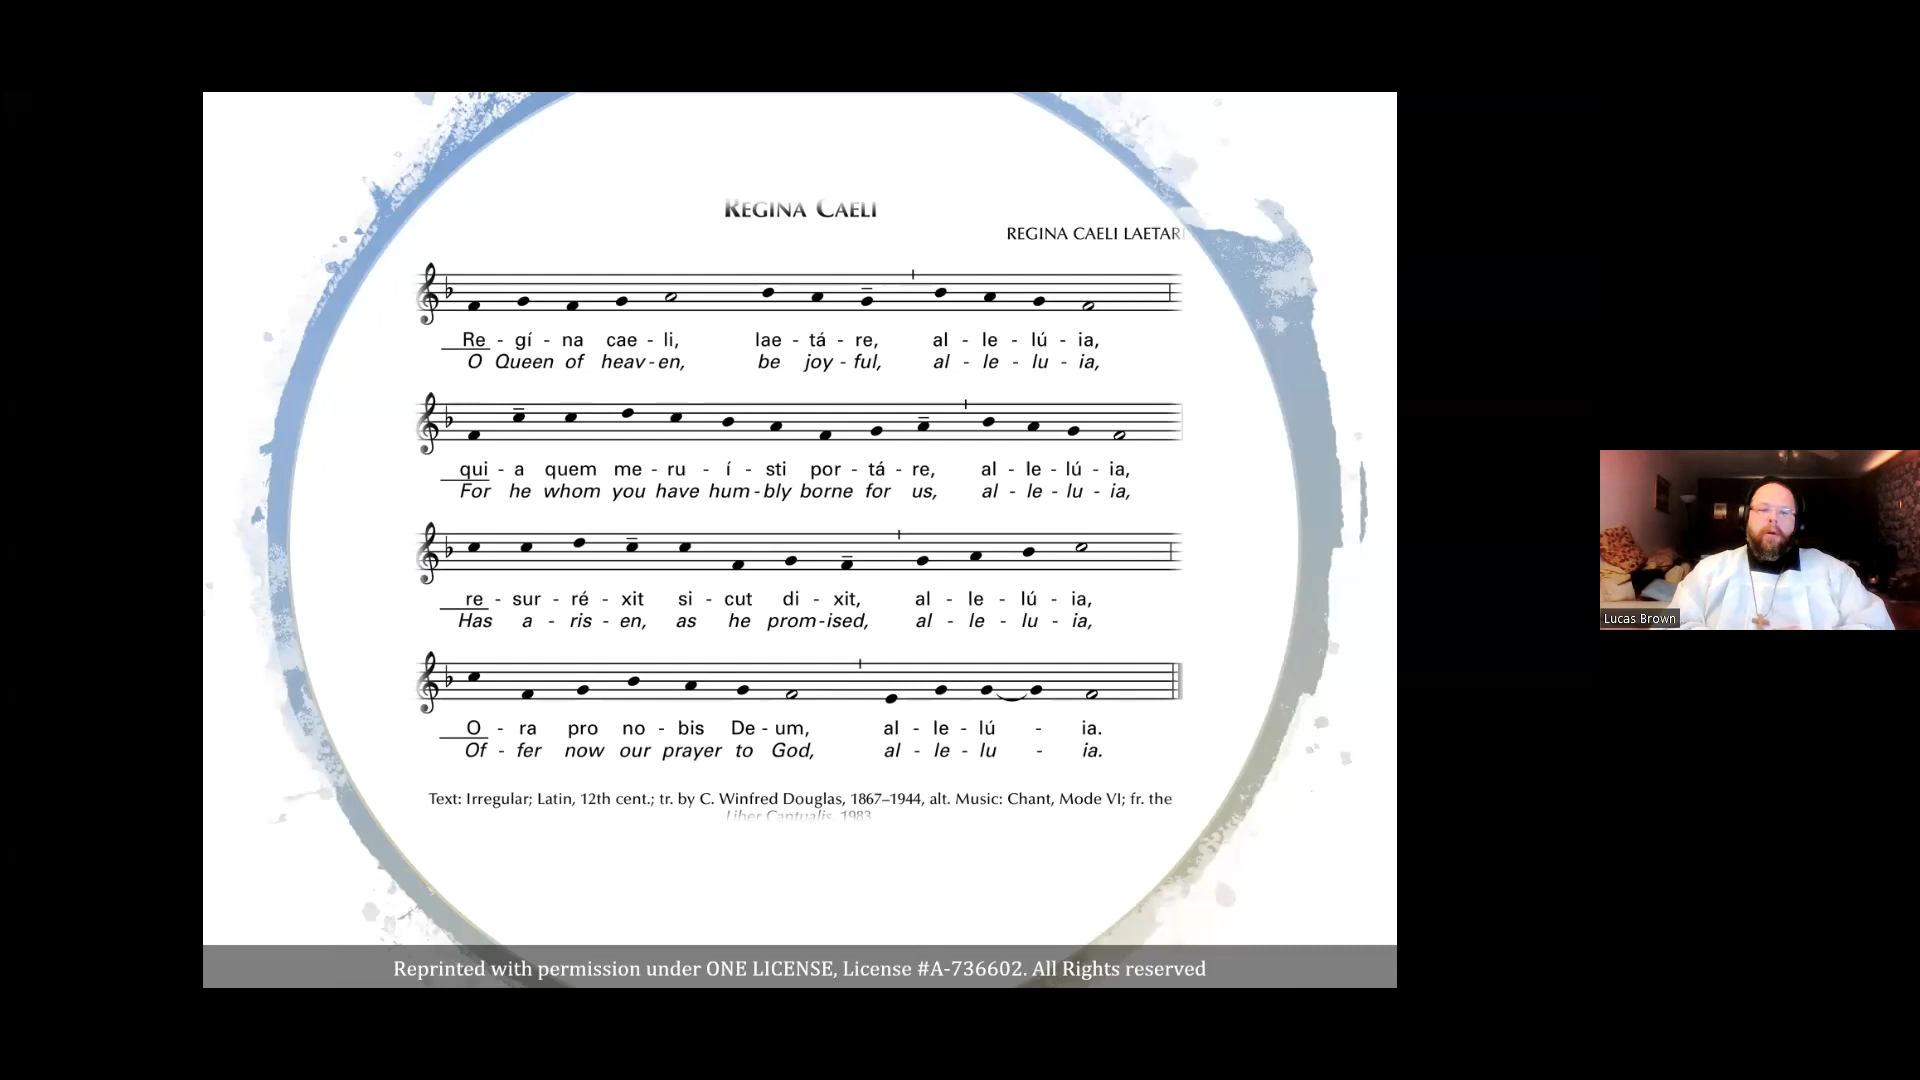 REGINA CAELI
REGINA CAELI LAETARI
Re - gí - na cae - li, lae - tá - re, al - le - lú - ia,
O Queen of heav - en, be joy - ful, al - le - lu - ia,
qui - a quem me - ru - í - sti por - tá - re, al - le - lú - ia,
For he whom you have hum - bly borne for us, al - le - lu - ia,
re - sur - ré - xit si - cut di - xit, al - le - lú - ia,
Has a - ris - en, as he prom - ised, al - le - lu - ia,
O - ra pro no - bis De - um, al - le - lú - ia.
Of - fer now our prayer to God, al - le - lu - ia.
Text: Irregular; Latin, 12th cent.; tr. by C. Winfred Douglas, 1867–1944, alt. Music: Chant, Mode VI; fr. the
Liber Cantualis, 1983
Reprinted with permission under ONE LICENSE, License #A-736602. All Rights reserved
Lucas Brown